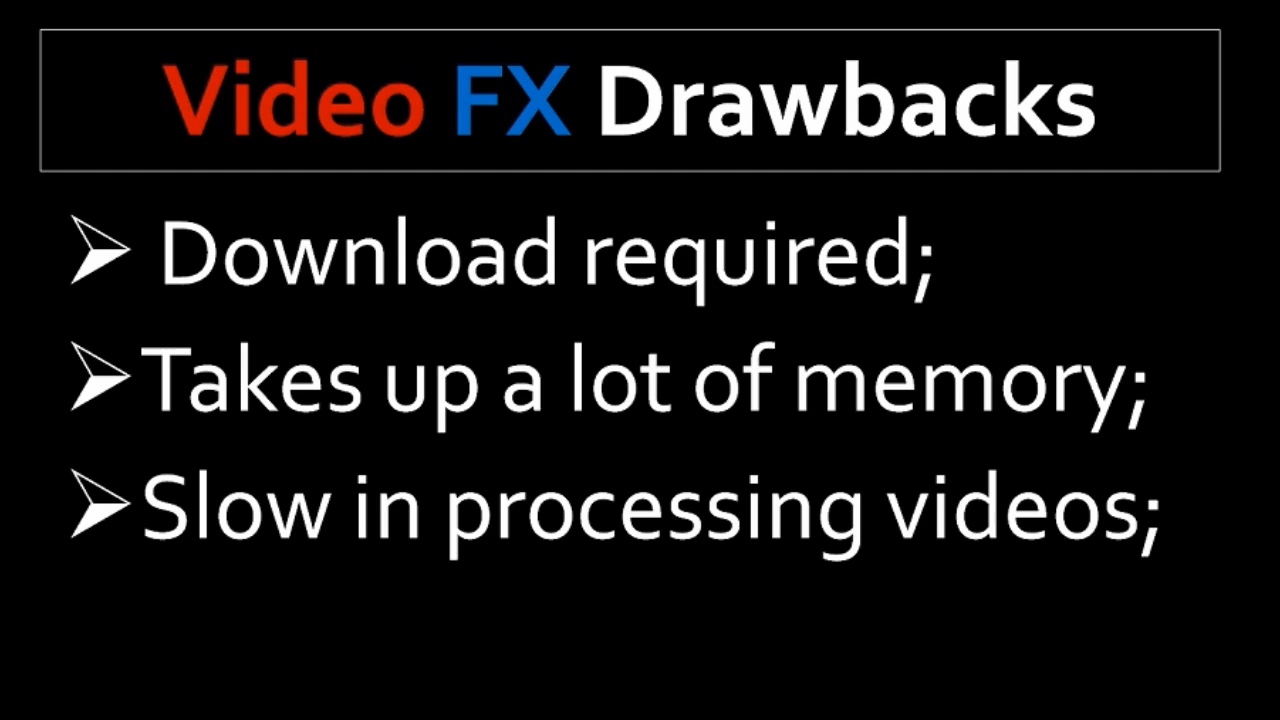 Video FX Drawbacks
➢ Download required;
➢Takes up a lot of memory;
➢Slow in processing videos;